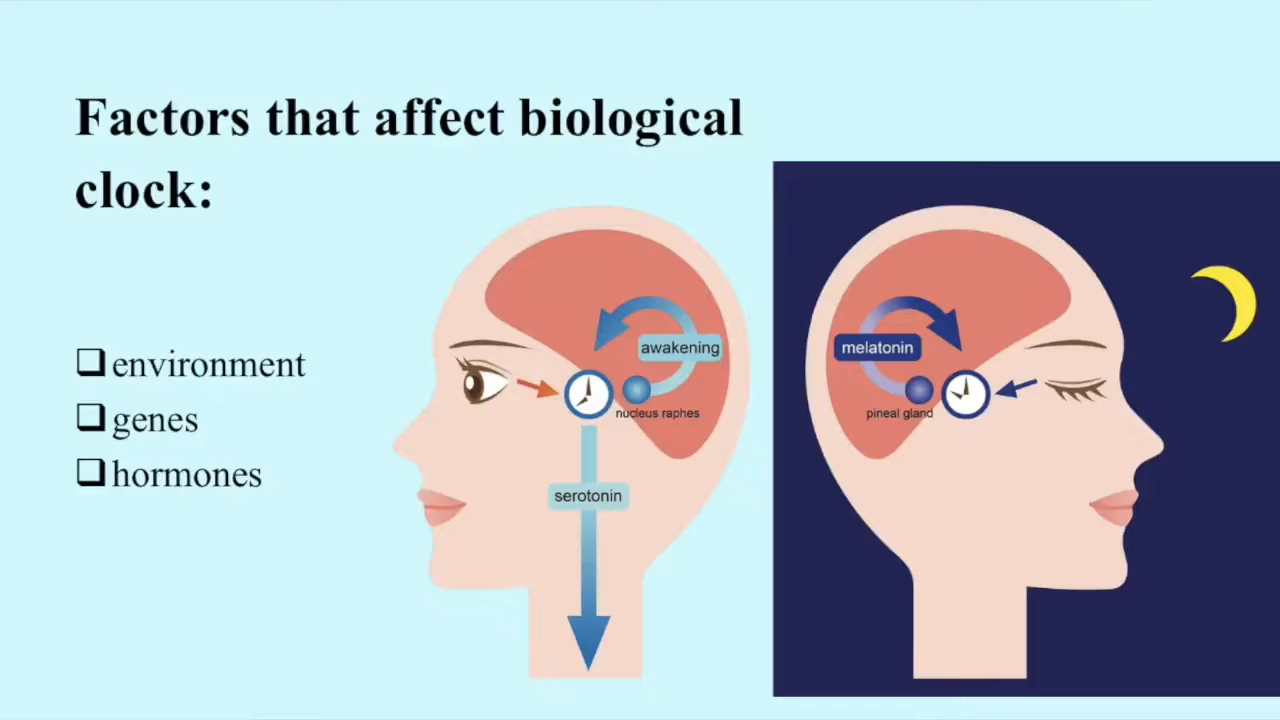 Factors that affect biological
clock:
❑environment
❑genes
❑hormones
awakening
nucleus raphes
serotonin
melatonin
pineal gland